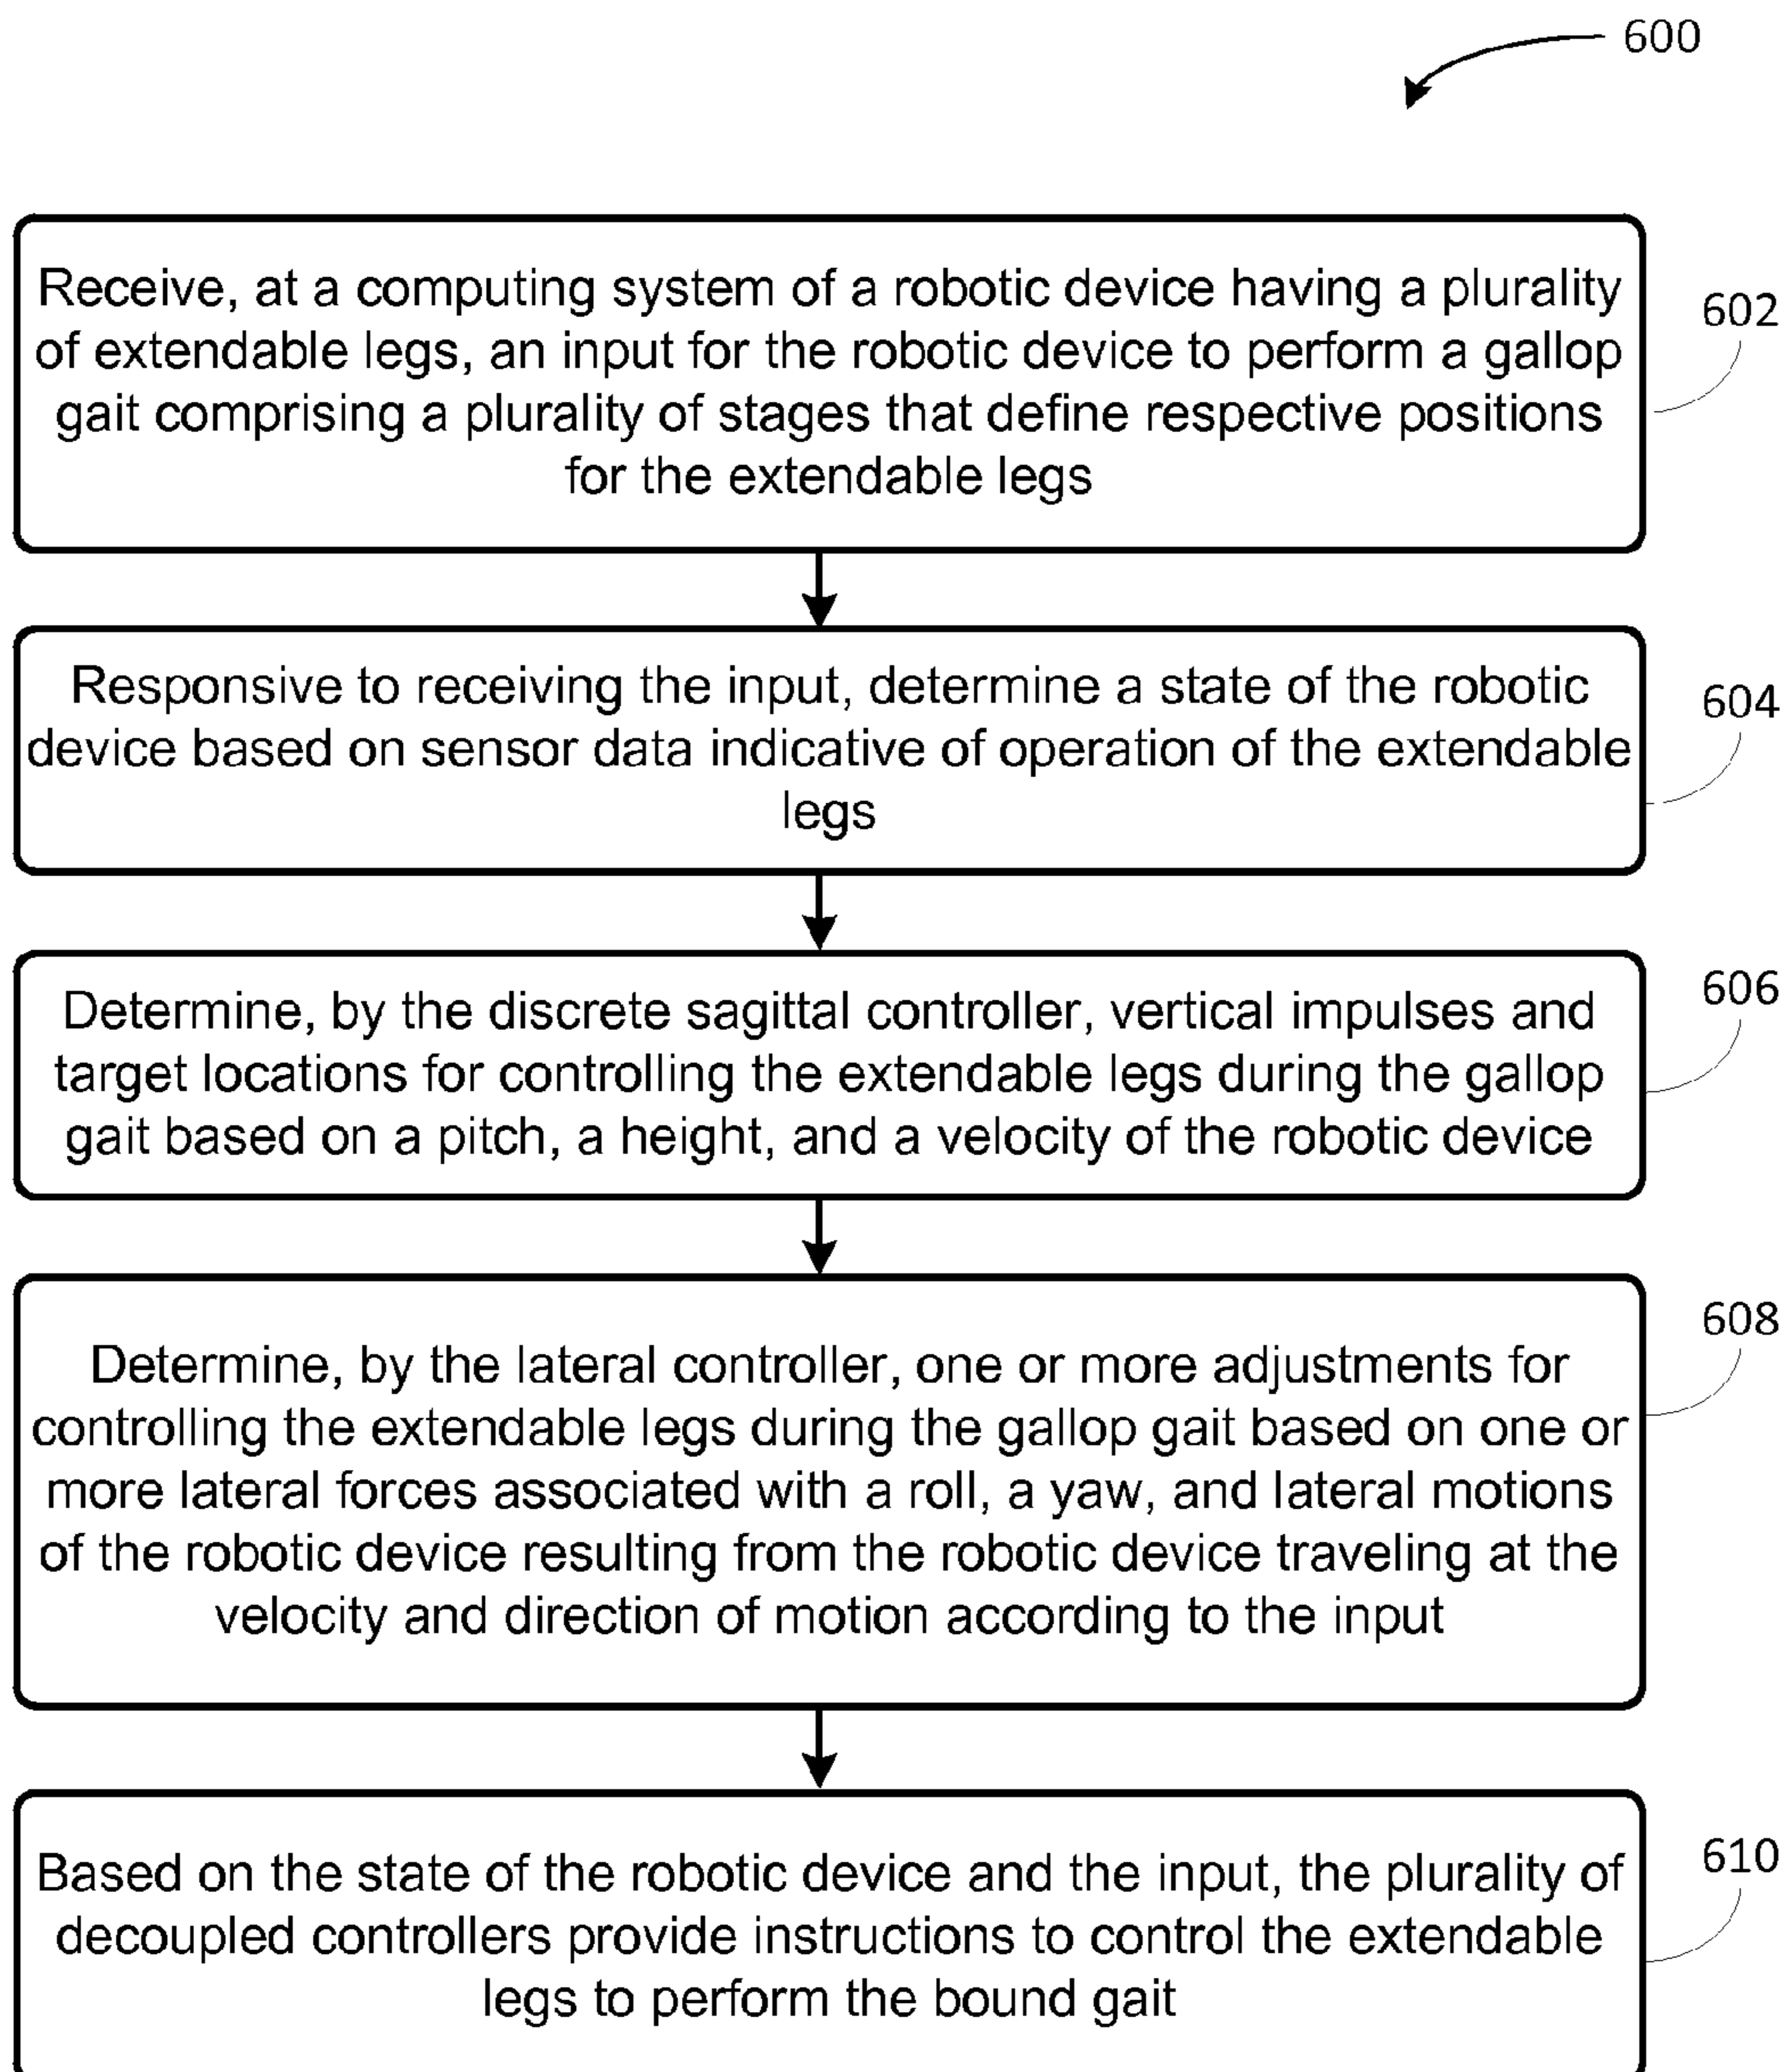 600
Receive, at a computing system of a robotic device having a plurality
of extendable legs, an input for the robotic device to perform a gallop
gait comprising a plurality of stages that define respective positions
for the extendable legs
602
Responsive to receiving the input, determine a state of the robotic
device based on sensor data indicative of operation of the extendable
legs
604
Determine, by the discrete sagittal controller, vertical impulses and
target locations for controlling the extendable legs during the gallop
gait based on a pitch, a height, and a velocity of the robotic device
606
Determine, by the lateral controller, one or more adjustments for
controlling the extendable legs during the gallop gait based on one or
more lateral forces associated with a roll, a yaw, and lateral motions
of the robotic device resulting from the robotic device traveling at the
velocity and direction of motion according to the input
608
Based on the state of the robotic device and the input, the plurality of
decoupled controllers provide instructions to control the extendable
legs to perform the bound gait
610